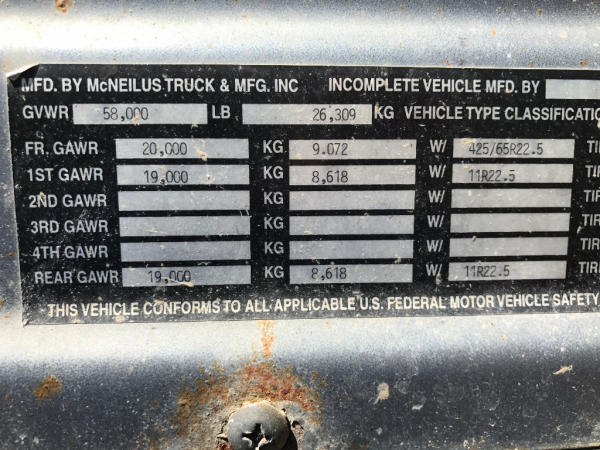 MFD. BY McNEILUS TRUCK & MFG. INC INCOMPLETE VEHICLE MFD. BY
GVWR 58,000 LB 26,309 KG VEHICLE TYPE CLASSIFICATIO
FR. GAWR 20,000 KG 9.072 W/ 425/65R22.5 TI
1ST GAWR 19,000 KG 8,618 W/ 11R22.5 TIR
2ND GAWR KG W/ TIR
3RD GAWR KG W/ TIR
4TH GAWR KG W/ TIR
REAR GAWR 19,000 KG 8,618 W/ 11R22.5 TIR
THIS VEHICLE CONFORMS TO ALL APPLICABLE U.S. FEDERAL MOTOR VEHICLE SAFETY